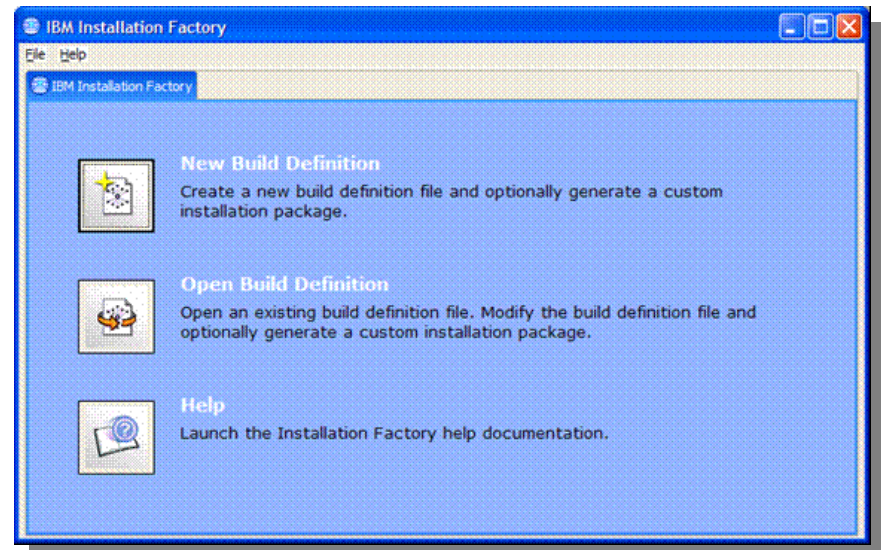 IBM Installation Factory
File Help
IBM Installation Factory
New Build Definition
Create a new build definition file and optionally generate a custom
installation package.
Open Build Definition
Open an existing build definition file. Modify the build definition file and
optionally generate a custom installation package.
Help
Launch the Installation Factory help documentation.